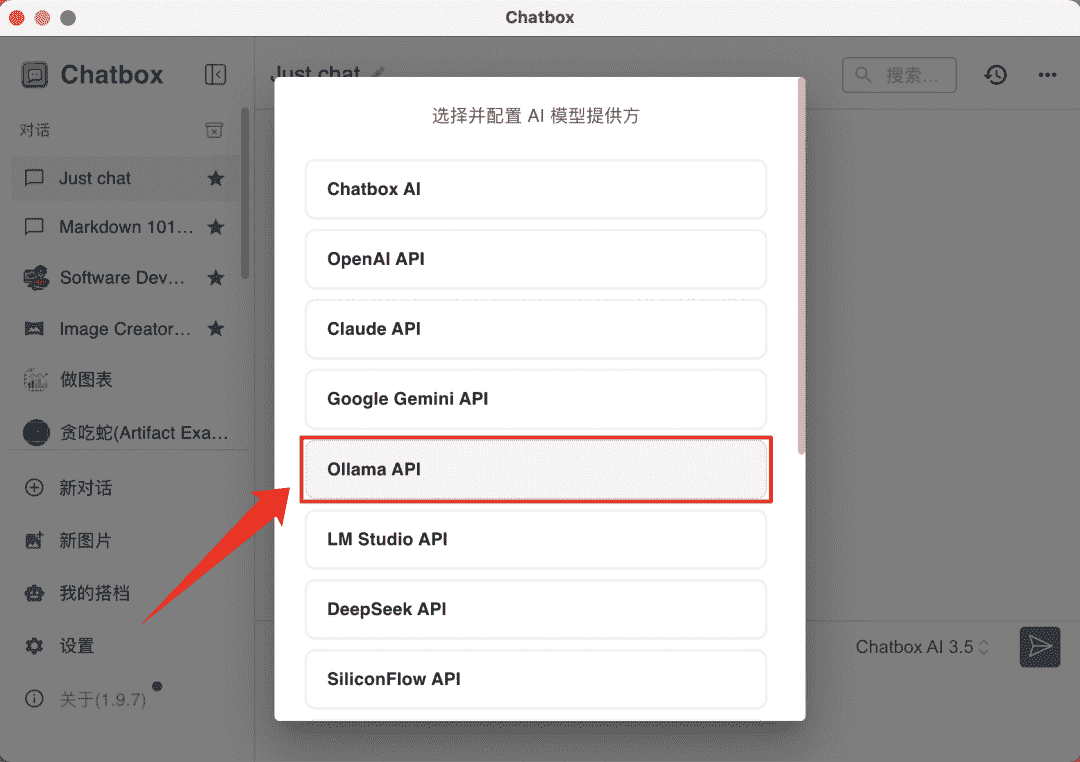 Chatbox
Chatbox
Just chat
搜索...
对话
Just chat
Markdown 101...
Software Dev...
Image Creator...
做图表
贪吃蛇(Artifact Exa...
新对话
新图片
我的搭档
设置
关于(1.9.7)
选择并配置 AI 模型提供方
Chatbox AI
OpenAI API
Claude API
Google Gemini API
Ollama API
LM Studio API
DeepSeek API
SiliconFlow API
Chatbox AI 3.5